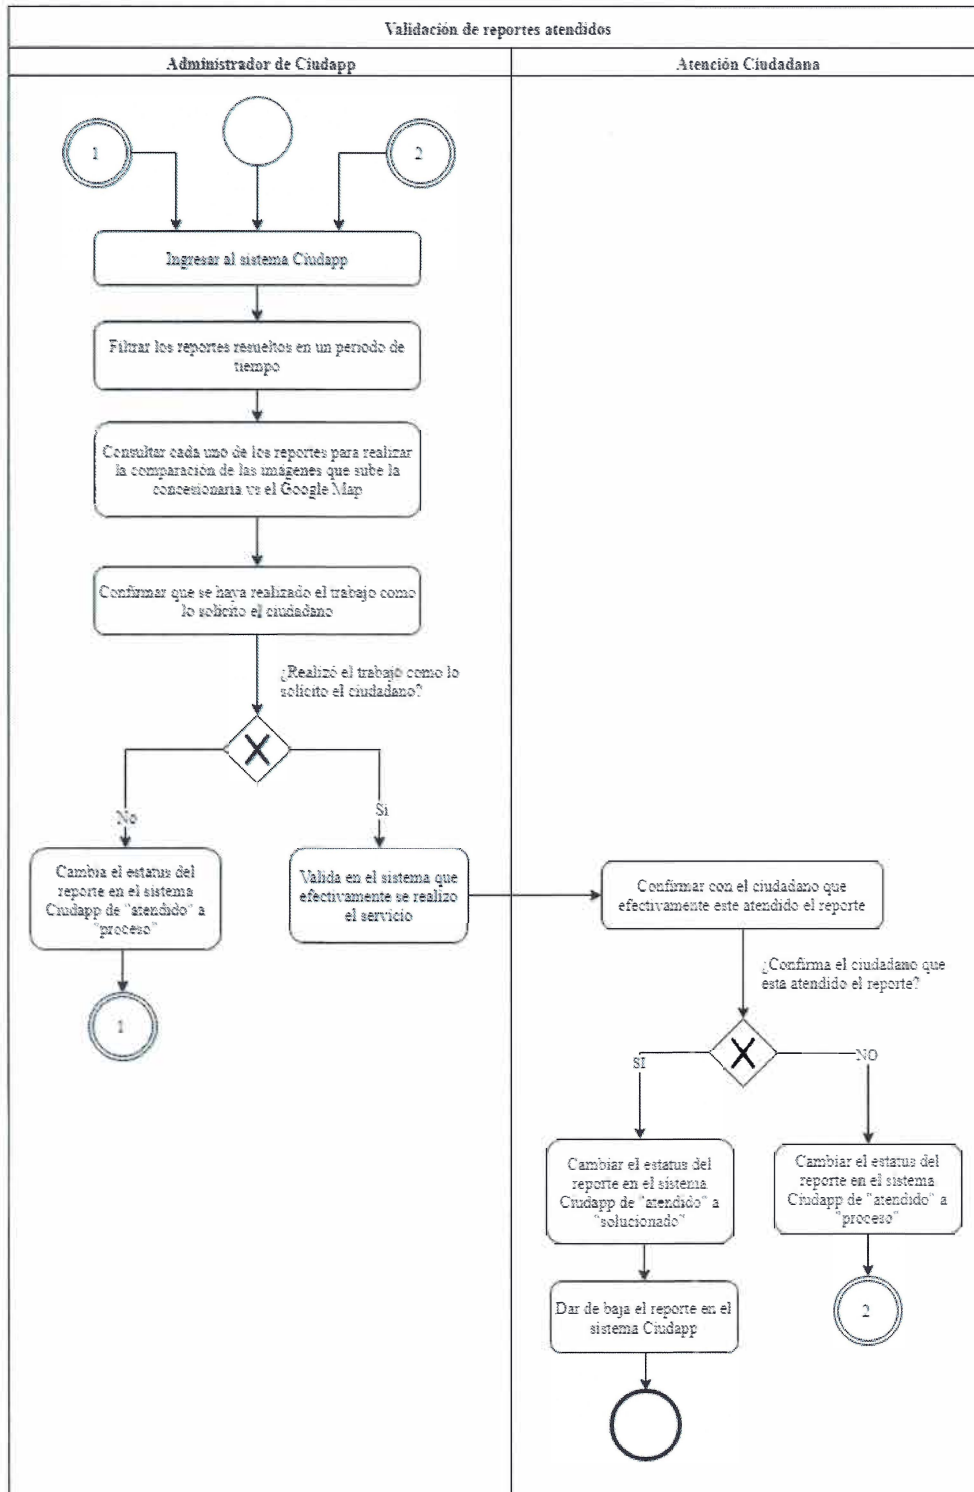 Validación de reportes atendidos
Administrador de Ciudapp
Atención Ciudadana
1
2
Ingresar al sistema Ciudapp
Filtrar los reportes resueltos en un periodo de
tiempo
Consultar cada uno de los reportes para realizar
la comparación de las imágenes que sube la
concesionaria vs el Google Map
Confirmar que se haya realizado el trabajo como
lo solicito el ciudadano
¿Realizó el trabajo como lo
solicito el ciudadano?
No
Si
Cambia el estatus del
reporte en el sistema
Ciudapp de "atendido" a
"proceso"
Valida en el sistema que
efectivamente se realizo
el servicio
Confirmar con el ciudadano que
efectivamente este atendido el reporte
1
¿Confirma el ciudadano que
esta atendido el reporte?
SI
NO
Cambiar el estatus del
reporte en el sistema
Ciudapp de "atendido" a
"solucionado"
Cambiar el estatus del
reporte en el sistema
Ciudapp de "atendido" a
"proceso"
Dar de baja el reporte en el
sistema Ciudapp
2